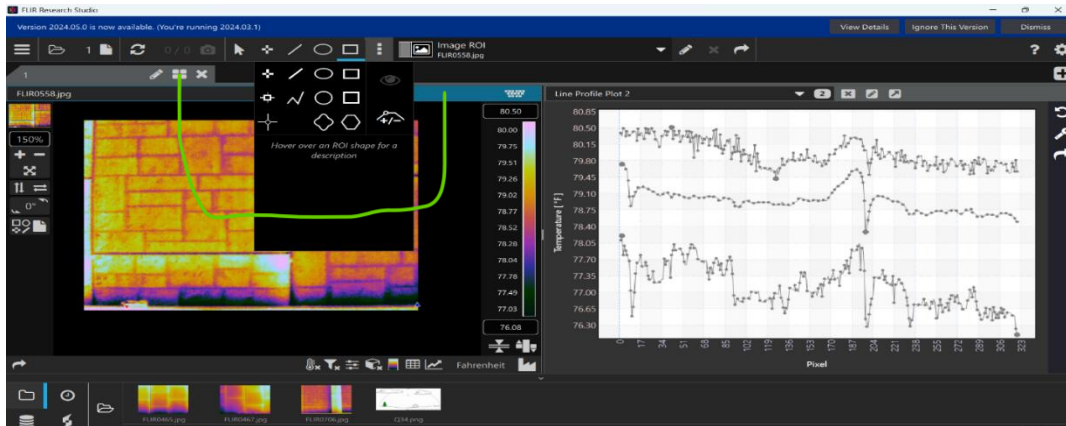 FLIR Research Studio
Version 2024.05.0 is now available. (You're running 2024.03.1)
View Details
Ignore This Version
Dismiss
1
0 / 0
Image ROI
FLIR0558.jpg
?
1
FLIR0558.jpg
Hover over an ROI shape for a
description
150%
0°
80.50
80.00
79.75
79.51
79.26
79.02
78.77
78.52
78.28
78.04
77.78
77.49
77.03
76.08
Fahrenheit
Line Profile Plot 2
2
Temperature [°F]
80.85
80.50
80.15
79.80
79.45
79.10
78.75
78.40
78.05
77.70
77.35
77.00
76.65
76.30
0
17
34
51
68
85
102
119
136
153
170
187
204
221
238
255
272
289
306
323
Pixel
FLIR0465.jpg
FLIR0467.jpg
FLIR0706.jpg
Q34.png